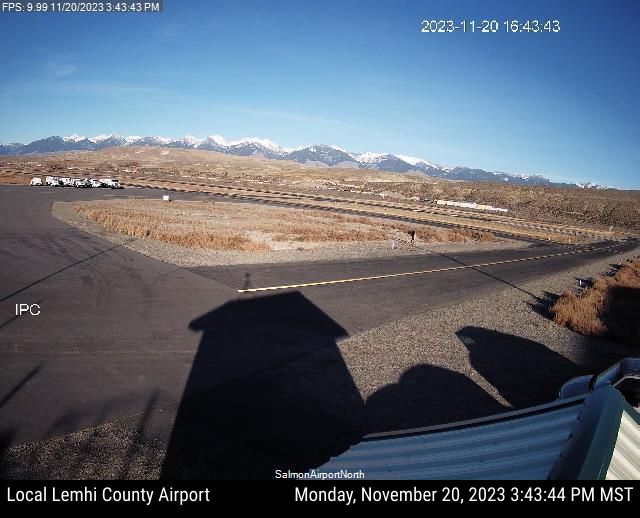 FPS: 9.99 11/20/2023 3:43:43 PM
2023-11-20 16:43:43
IPC
SalmonAirportNorth
Local Lemhi County Airport
Monday, November 20, 2023 3:43:44 PM MST